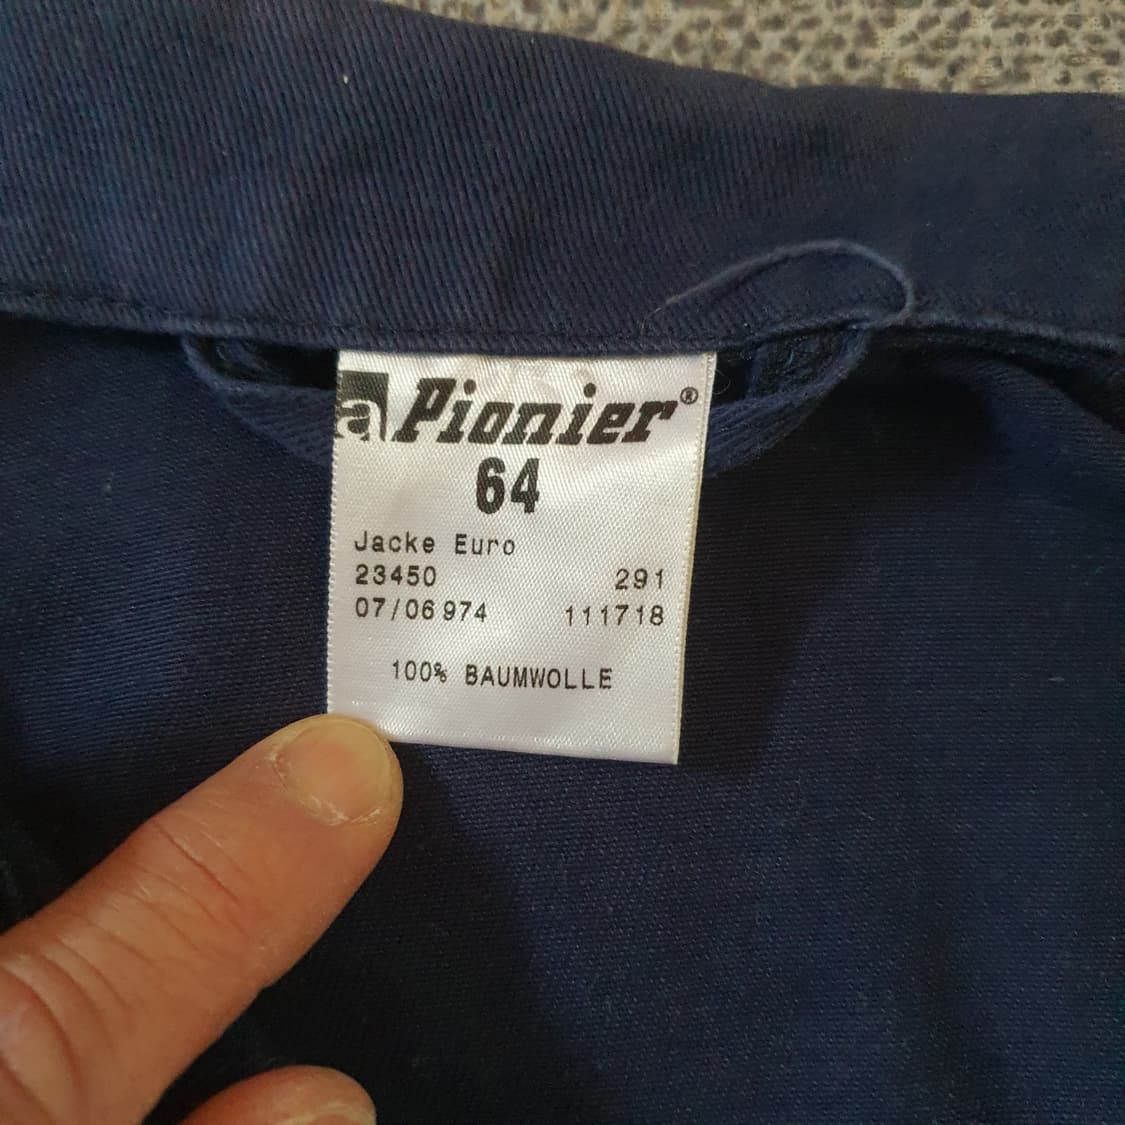 a Pionier®
64
Jacke Euro
23450 291
07/06 974 111718
100% BAUMWOLLE